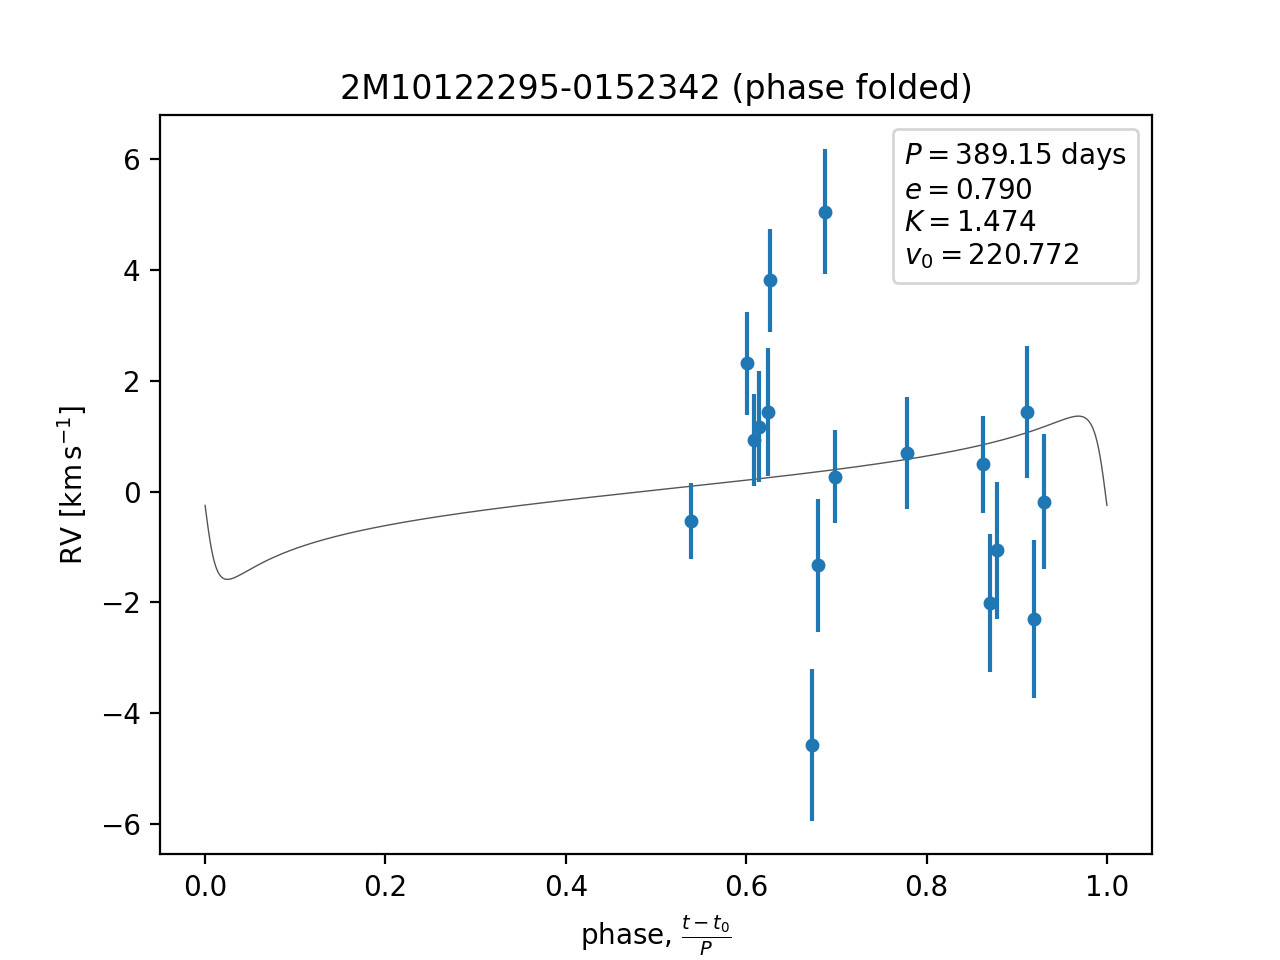 2M10122295-0152342 (phase folded)
P = 389.15 days
e = 0.790
K = 1.474
v₀ = 220.772
RV [km s⁻¹]
6
4
2
0
−2
−4
−6
0.0 0.2 0.4 0.6 0.8 1.0
phase, (t − t₀)/P